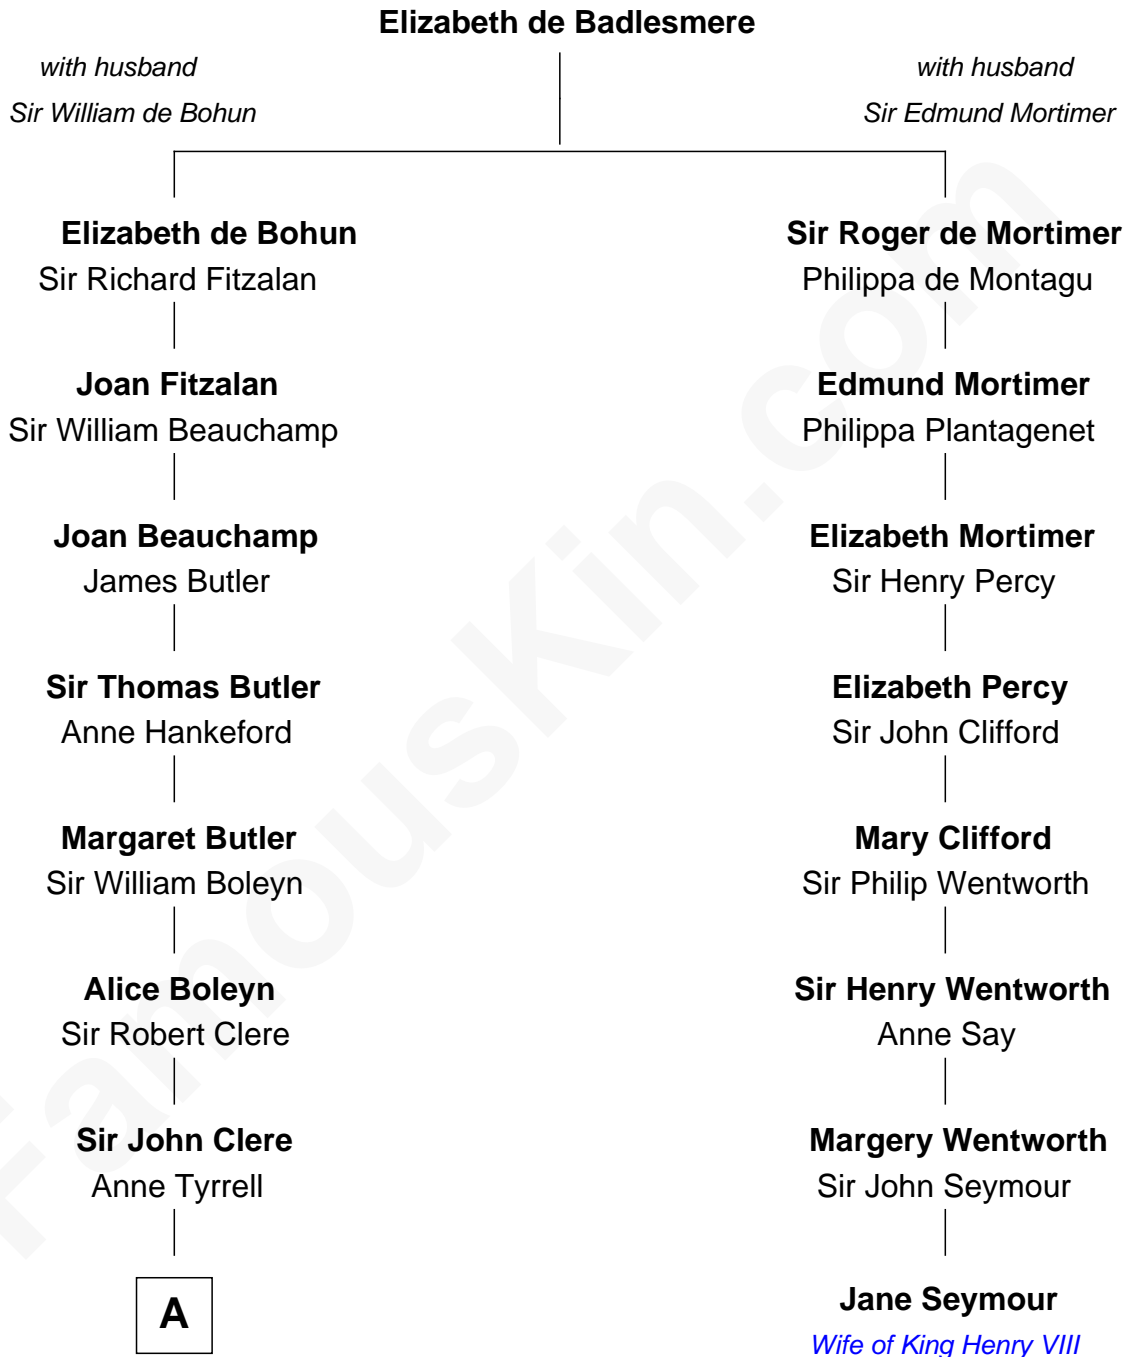 Elizabeth de Badlesmere
with husband
Sir William de Bohun
with husband
Sir Edmund Mortimer
Elizabeth de Bohun
Sir Richard Fitzalan
Sir Roger de Mortimer
Philippa de Montagu
Joan Fitzalan
Sir William Beauchamp
Edmund Mortimer
Philippa Plantagenet
Joan Beauchamp
James Butler
Elizabeth Mortimer
Sir Henry Percy
Sir Thomas Butler
Anne Hankeford
Elizabeth Percy
Sir John Clifford
Margaret Butler
Sir William Boleyn
Mary Clifford
Sir Philip Wentworth
Alice Boleyn
Sir Robert Clere
Sir Henry Wentworth
Anne Say
Sir John Clere
Anne Tyrrell
Margery Wentworth
Sir John Seymour
A
Jane Seymour
Wife of King Henry VIII
FamousKin.com